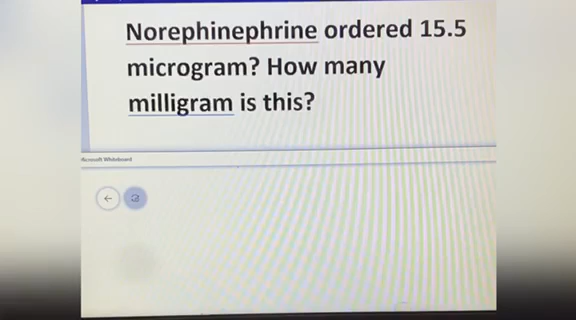 Norephinephrine ordered 15.5
microgram? How many
milligram is this?
Microsoft Whiteboard